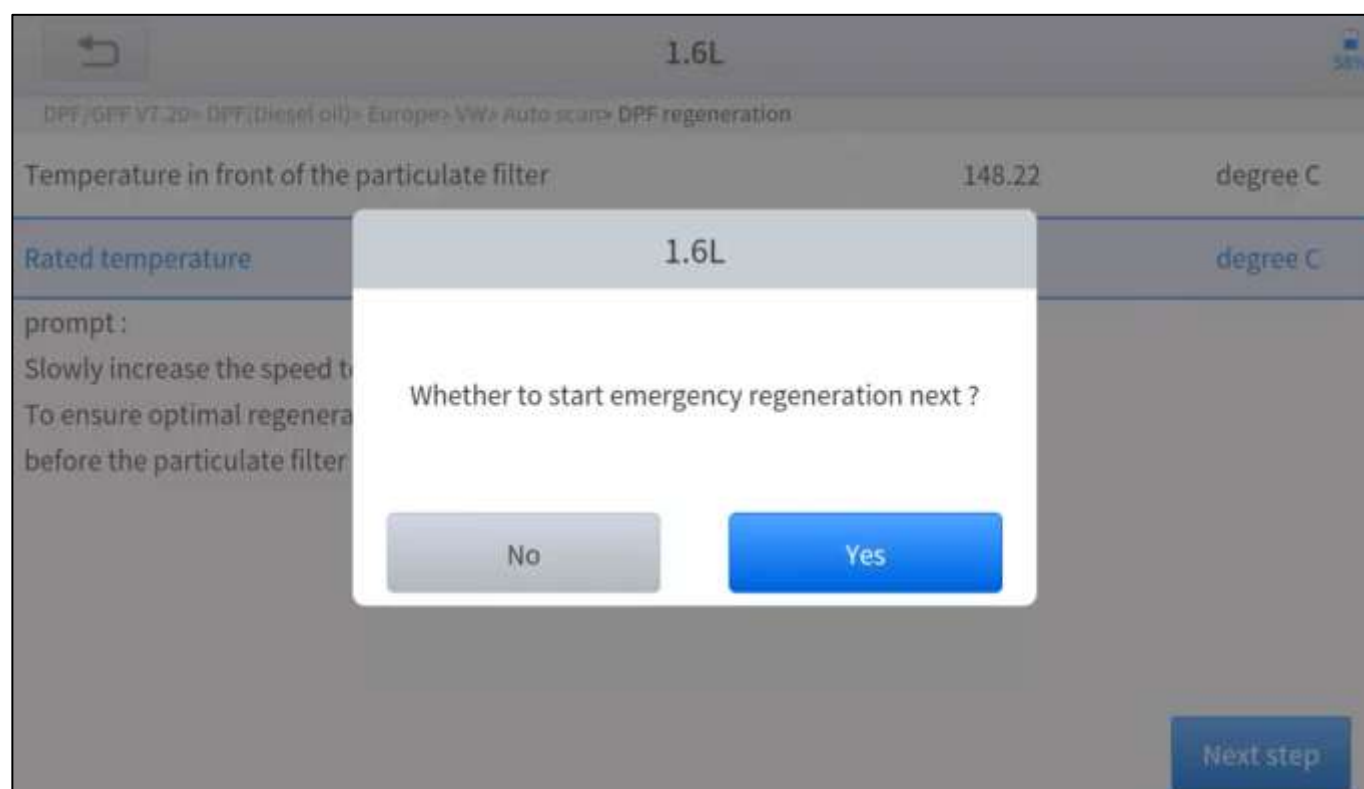 1.6L
58%
DPF/GPF V7.20> DPF(Diesel oil)> Europe> VW> Auto scan> DPF regeneration
Temperature in front of the particulate filter 148.22 degree C
Rated temperature degree C
1.6L
prompt :
Slowly increase the speed
To ensure optimal
before the particulate filter
Whether to start emergency regeneration next ?
No Yes
Next step